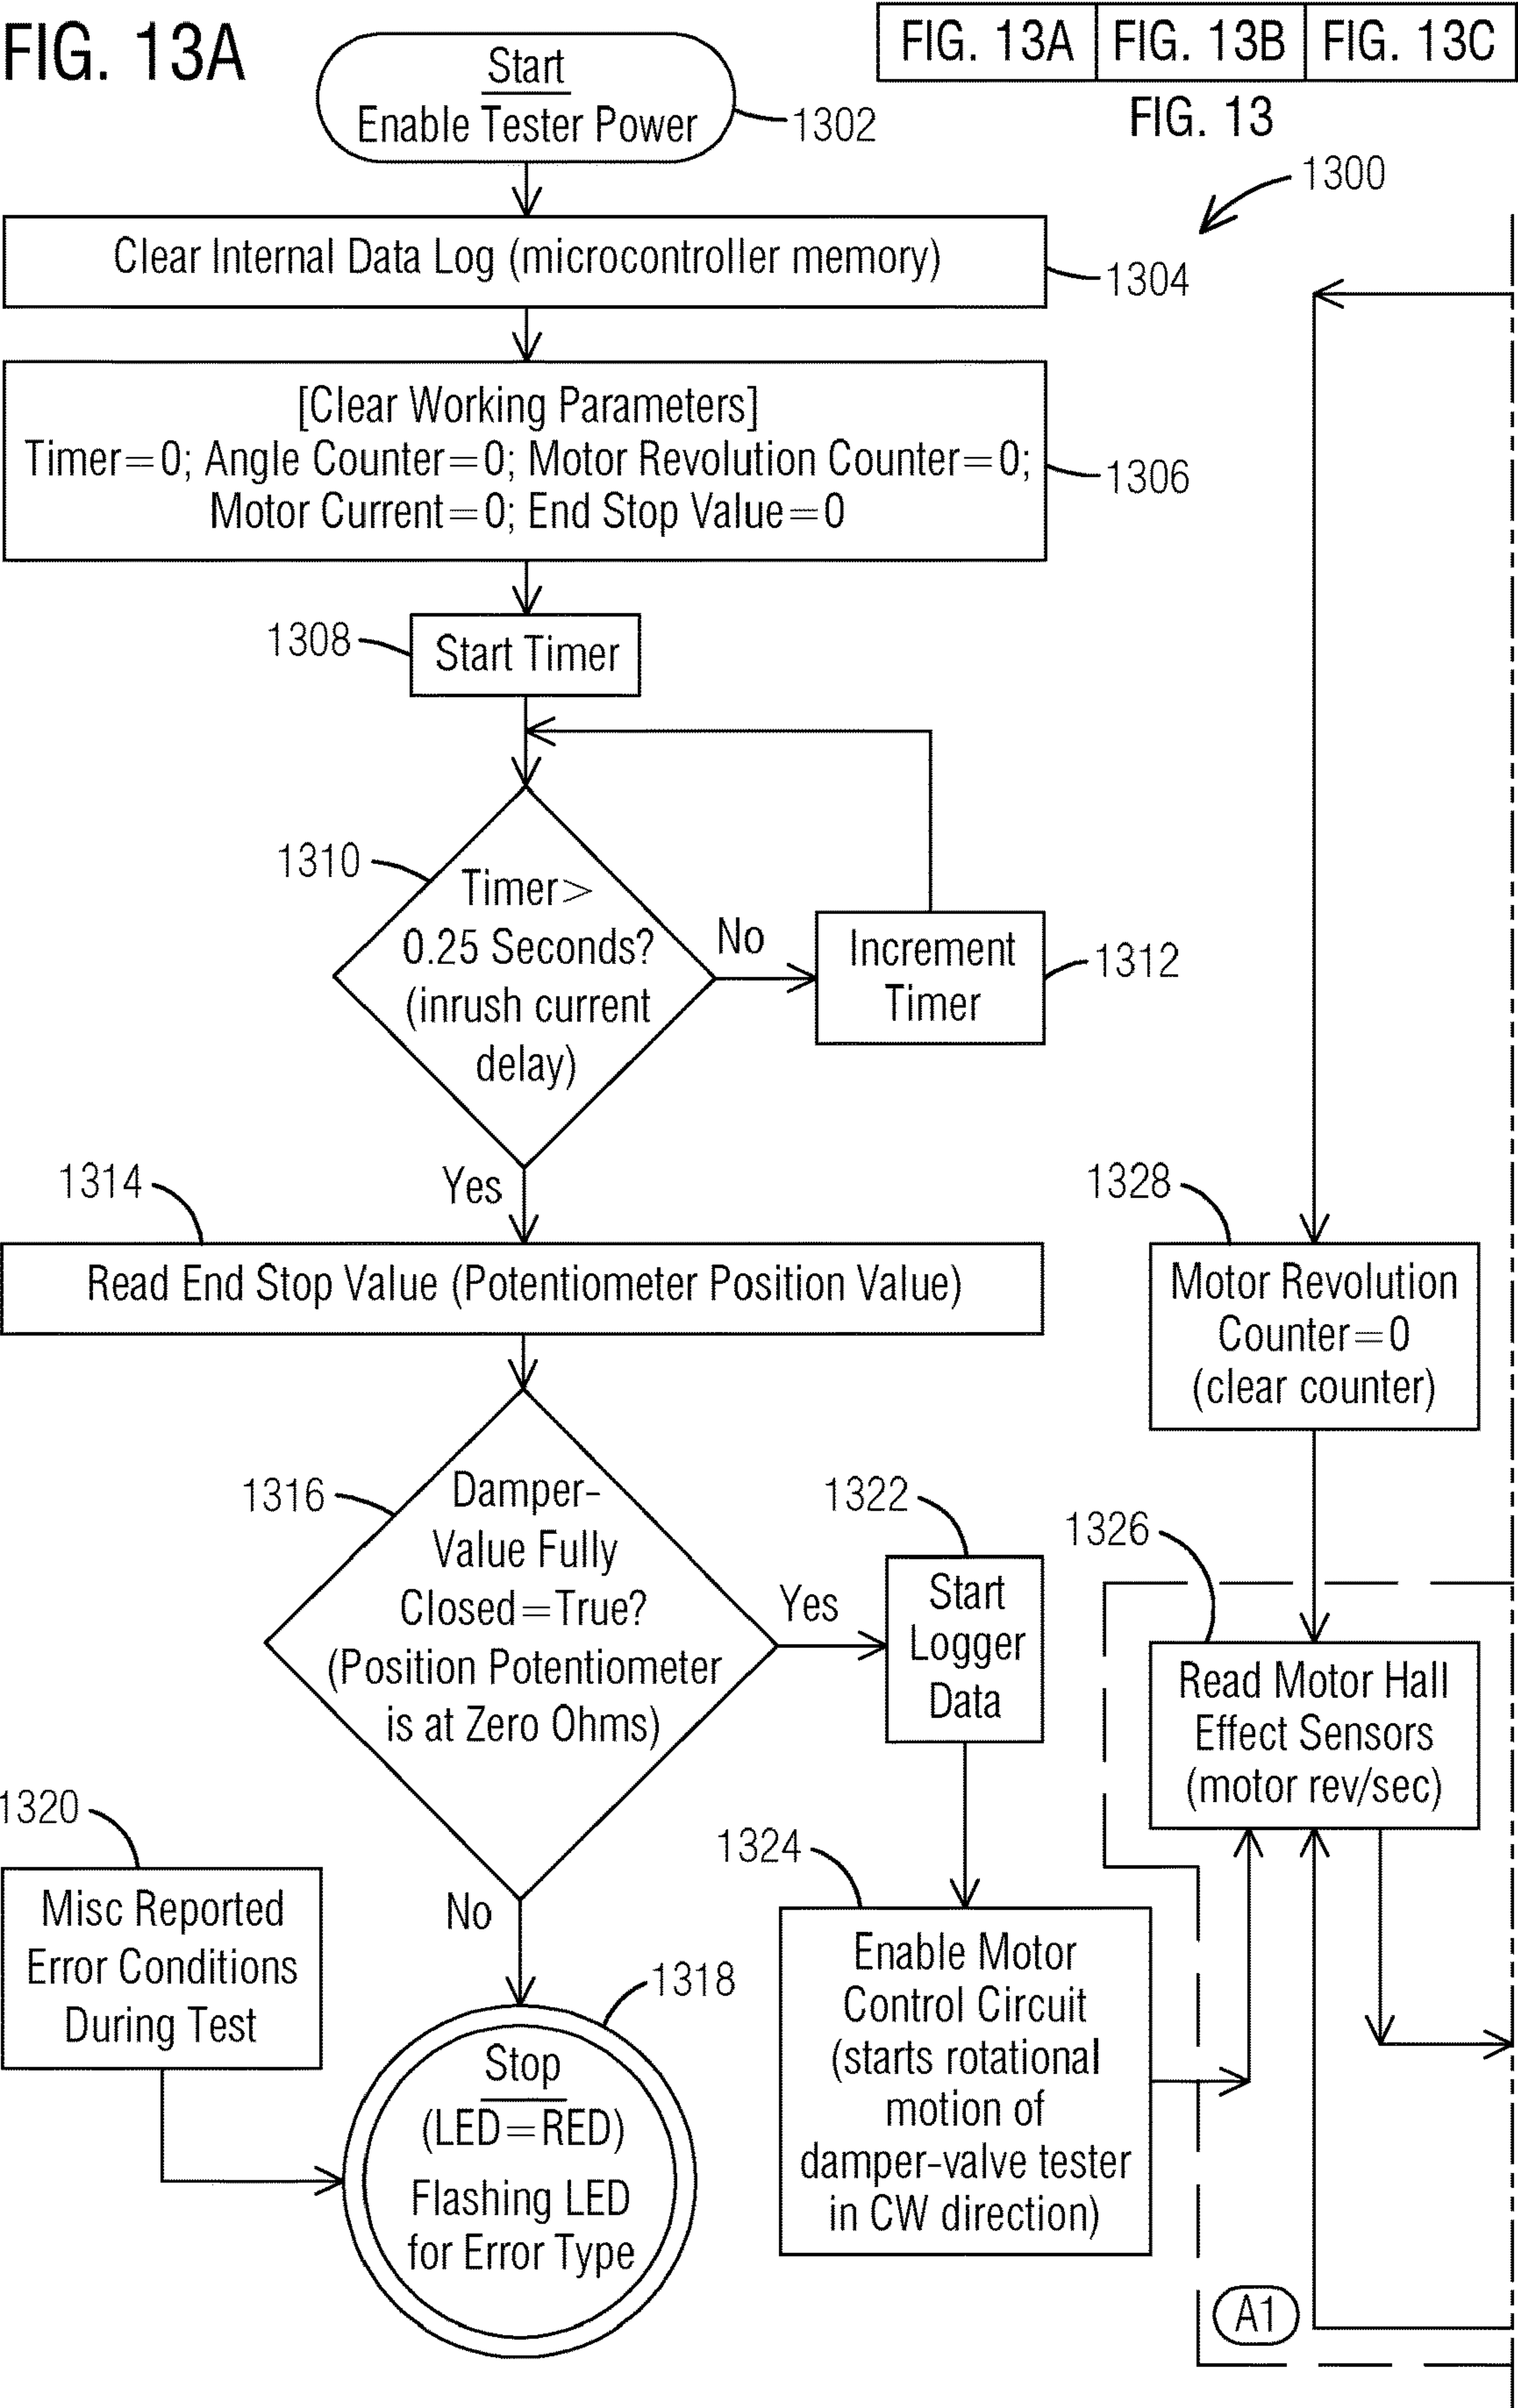 FIG. 13A
FIG. 13A FIG. 13B FIG. 13C
FIG. 13
1300
Start
Enable Tester Power
1302
Clear Internal Data Log (microcontroller memory)
1304
[Clear Working Parameters]
Timer=0; Angle Counter=0; Motor Revolution Counter=0;
Motor Current=0; End Stop Value=0
1306
1308
Start Timer
1310
Timer>
0.25 Seconds?
(inrush current
delay)
No
Increment
Timer
1312
Yes
1314
Read End Stop Value (Potentiometer Position Value)
1316
Damper-
Value Fully
Closed=True?
(Position Potentiometer
is at Zero Ohms)
Yes
1322
Start
Logger
Data
No
1320
Misc Reported
Error Conditions
During Test
1318
Stop
(LED=RED)
Flashing LED
for Error Type
1324
Enable Motor
Control Circuit
(starts rotational
motion of
damper-valve tester
in CW direction)
1328
Motor Revolution
Counter=0
(clear counter)
1326
Read Motor Hall
Effect Sensors
(motor rev/sec)
A1